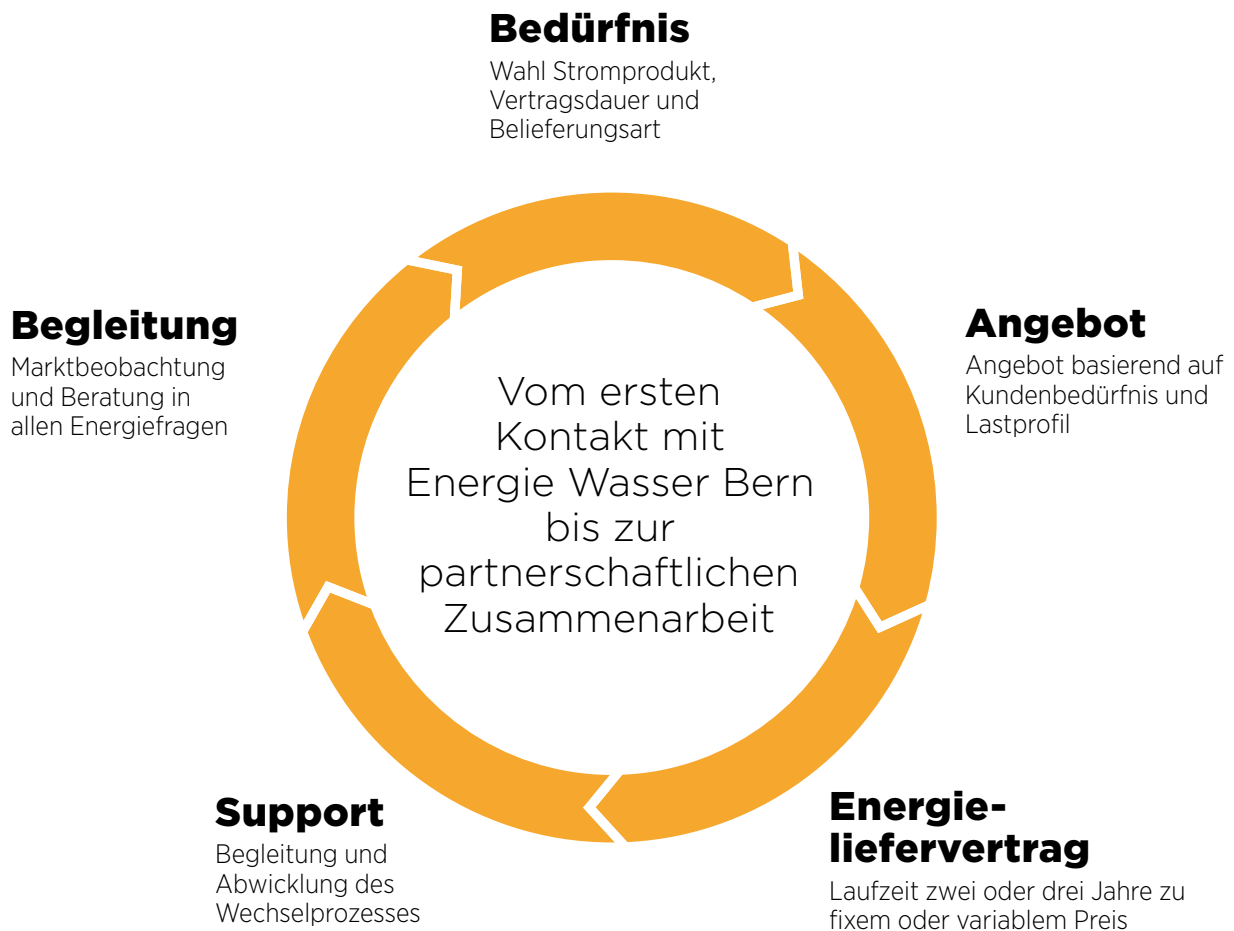 Bedürfnis
Wahl Stromprodukt,
Vertragsdauer und
Belieferungsart
Angebot
Angebot basierend auf
Kundenbedürfnis und
Lastprofil
Energie-
liefervertrag
Laufzeit zwei oder drei Jahre zu
fixem oder variablem Preis
Support
Begleitung und
Abwicklung des
Wechselprozesses
Begleitung
Marktbeobachtung
und Beratung in
allen Energiefragen
Vom ersten
Kontakt mit
Energie Wasser Bern
bis zur
partnerschaftlichen
Zusammenarbeit